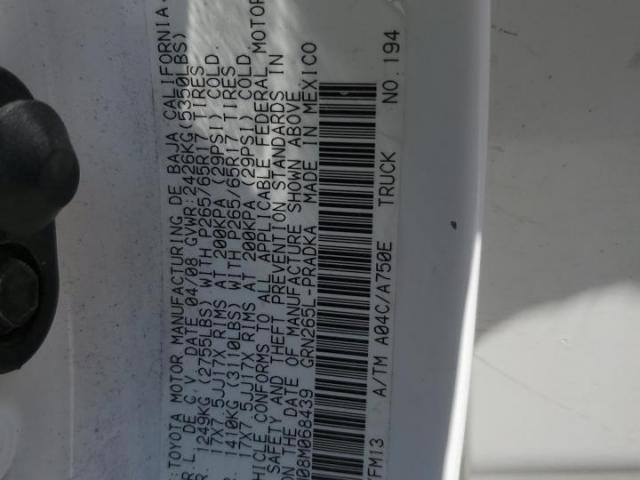 :TOYOTA MOTOR MANUFACTURING DE BAJA CALIFORNIA.
R L. DE C.V. DATE 04/08 GVWR:2426KG(5350LBS)
: 1249KG (2755LBS) WITH P265/65R17 TIRES
17X7.5JJ17X RIMS AT 200KPA (29PSI) COLD.
: 1410KG (3110LBS) WITH P265/65R17 TIRES
17X7.5JJ17X RIMS AT 200KPA (29PSI) COLD.
HICLE CONFORMS TO ALL APPLICABLE FEDERAL MOTOR
SAFETY AND THEFT PREVENTION STANDARDS IN
ON THE DATE OF MANUFACTURE SHOWN ABOVE.
08M068439 GRN265L-PRADKA MADE IN MEXICO
FM13 A/TM A04C/A750E TRUCK NO.194